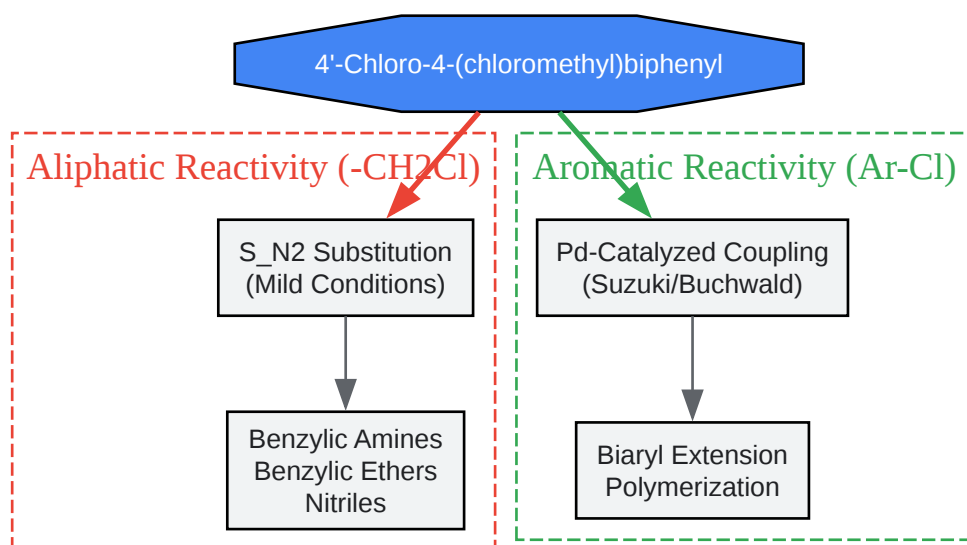 4'-Chloro-4-(chloromethyl)biphenyl
Aliphatic Reactivity (-CH2Cl)
S_N2 Substitution
(Mild Conditions)
Benzylic Amines
Benzylic Ethers
Nitriles
Aromatic Reactivity (Ar-Cl)
Pd-Catalyzed Coupling
(Suzuki/Buchwald)
Biaryl Extension
Polymerization